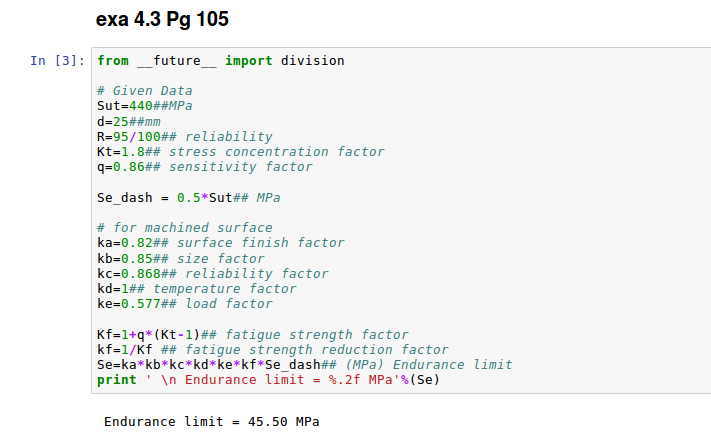 exa 4.3 Pg 105
In [3]: from __future__ import division
# Given Data
Sut=440##MPa
d=25##mm
R=95/100## reliability
Kt=1.8## stress concentration factor
q=0.86## sensitivity factor
Se_dash = 0.5*Sut## MPa
# for machined surface
ka=0.82## surface finish factor
kb=0.85## size factor
kc=0.868## reliability factor
kd=1## temperature factor
ke=0.577## load factor
Kf=1+q*(Kt-1)## fatigue strength factor
kf=1/Kf ## fatigue strength reduction factor
Se=ka*kb*kc*kd*ke*kf*Se_dash## (MPa) Endurance limit
print ' \n Endurance limit = %.2f MPa'%(Se)
Endurance limit = 45.50 MPa